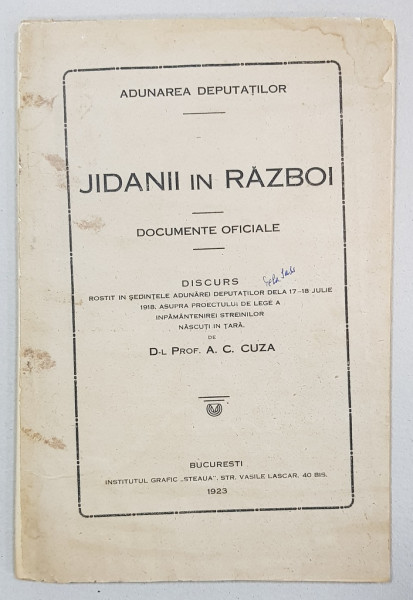 ADUNAREA DEPUTAȚILOR
JIDANII IN RĂZBOI
DOCUMENTE OFICIALE
DISCURS
ROSTIT IN ȘEDINȚELE ADUNĂREI DEPUTAȚILOR DELA 17–18 JULIE
1918, ASUPRA PROECTULUI DE LEGE A
INPĂMÂNTENIREI STREINILOR
NĂSCUȚI IN ȚARĂ.
DE
D-L PROF. A. C. CUZA
BUCUREȘTI
INSTITUTUL GRAFIC „STEAUA", STR. VASILE LASCAR, 40 BIS.
1923